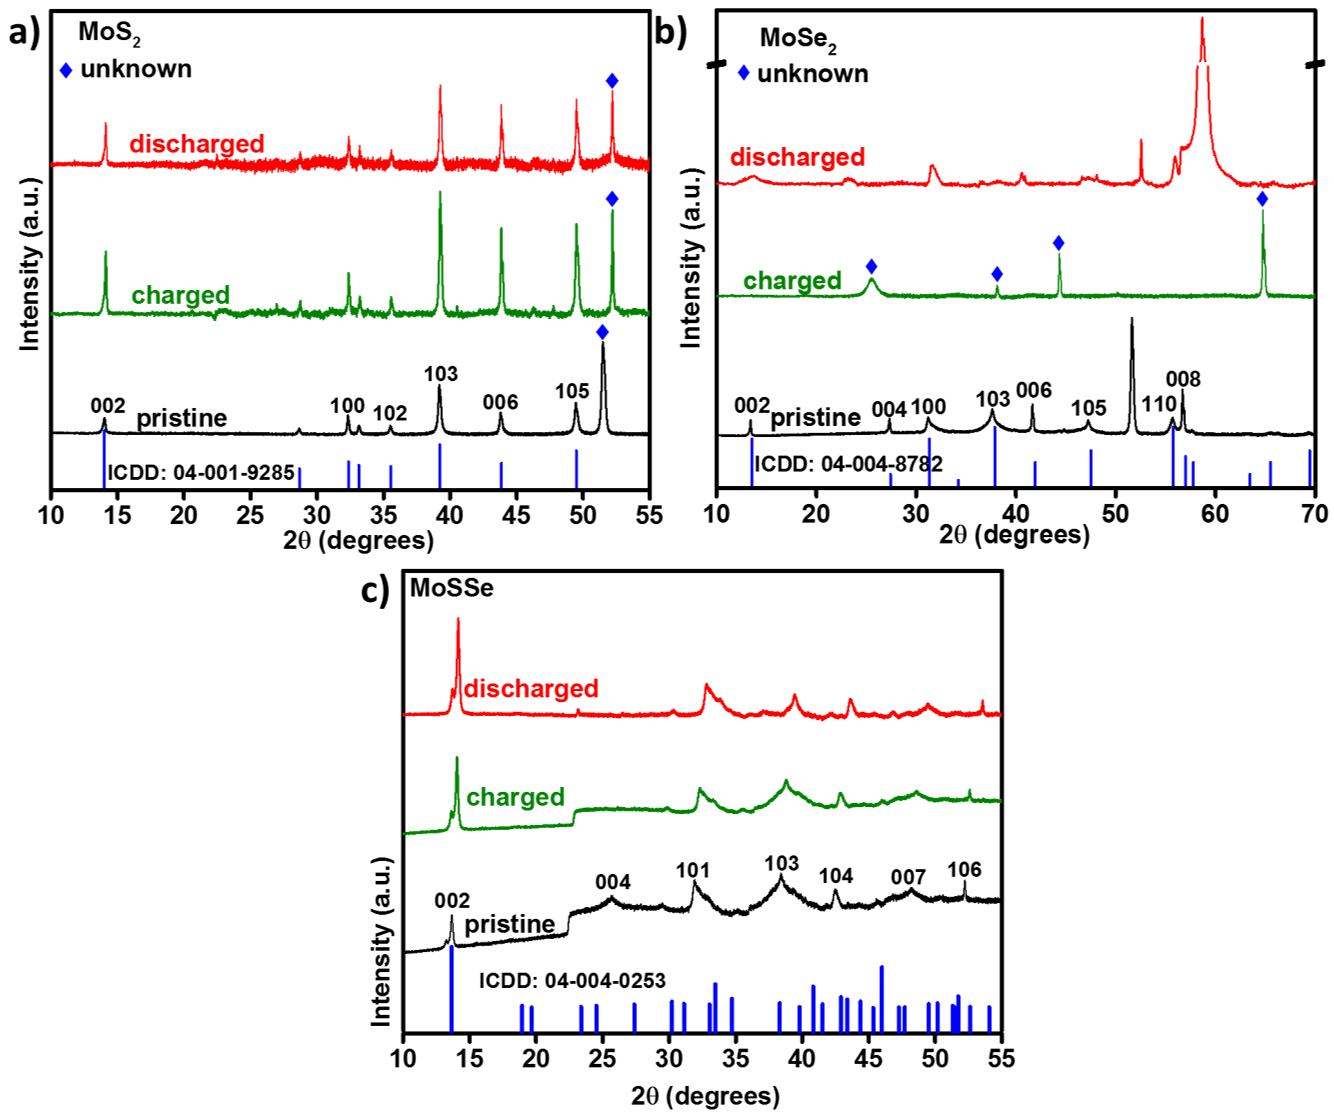 a)
MoS2
◆ unknown
discharged
charged
pristine
002
100
102
103
006
105
ICDD: 04-001-9285
10 15 20 25 30 35 40 45 50 55
2θ (degrees)
Intensity (a.u.)
b)
MoSe2
◆ unknown
discharged
charged
pristine
002
004
100
103
006
105
110
008
ICDD: 04-004-8782
10 20 30 40 50 60 70
2θ (degrees)
Intensity (a.u.)
c)
MoSSe
discharged
charged
pristine
002
004
101
103
104
007
106
ICDD: 04-004-0253
10 15 20 25 30 35 40 45 50 55
2θ (degrees)
Intensity (a.u.)